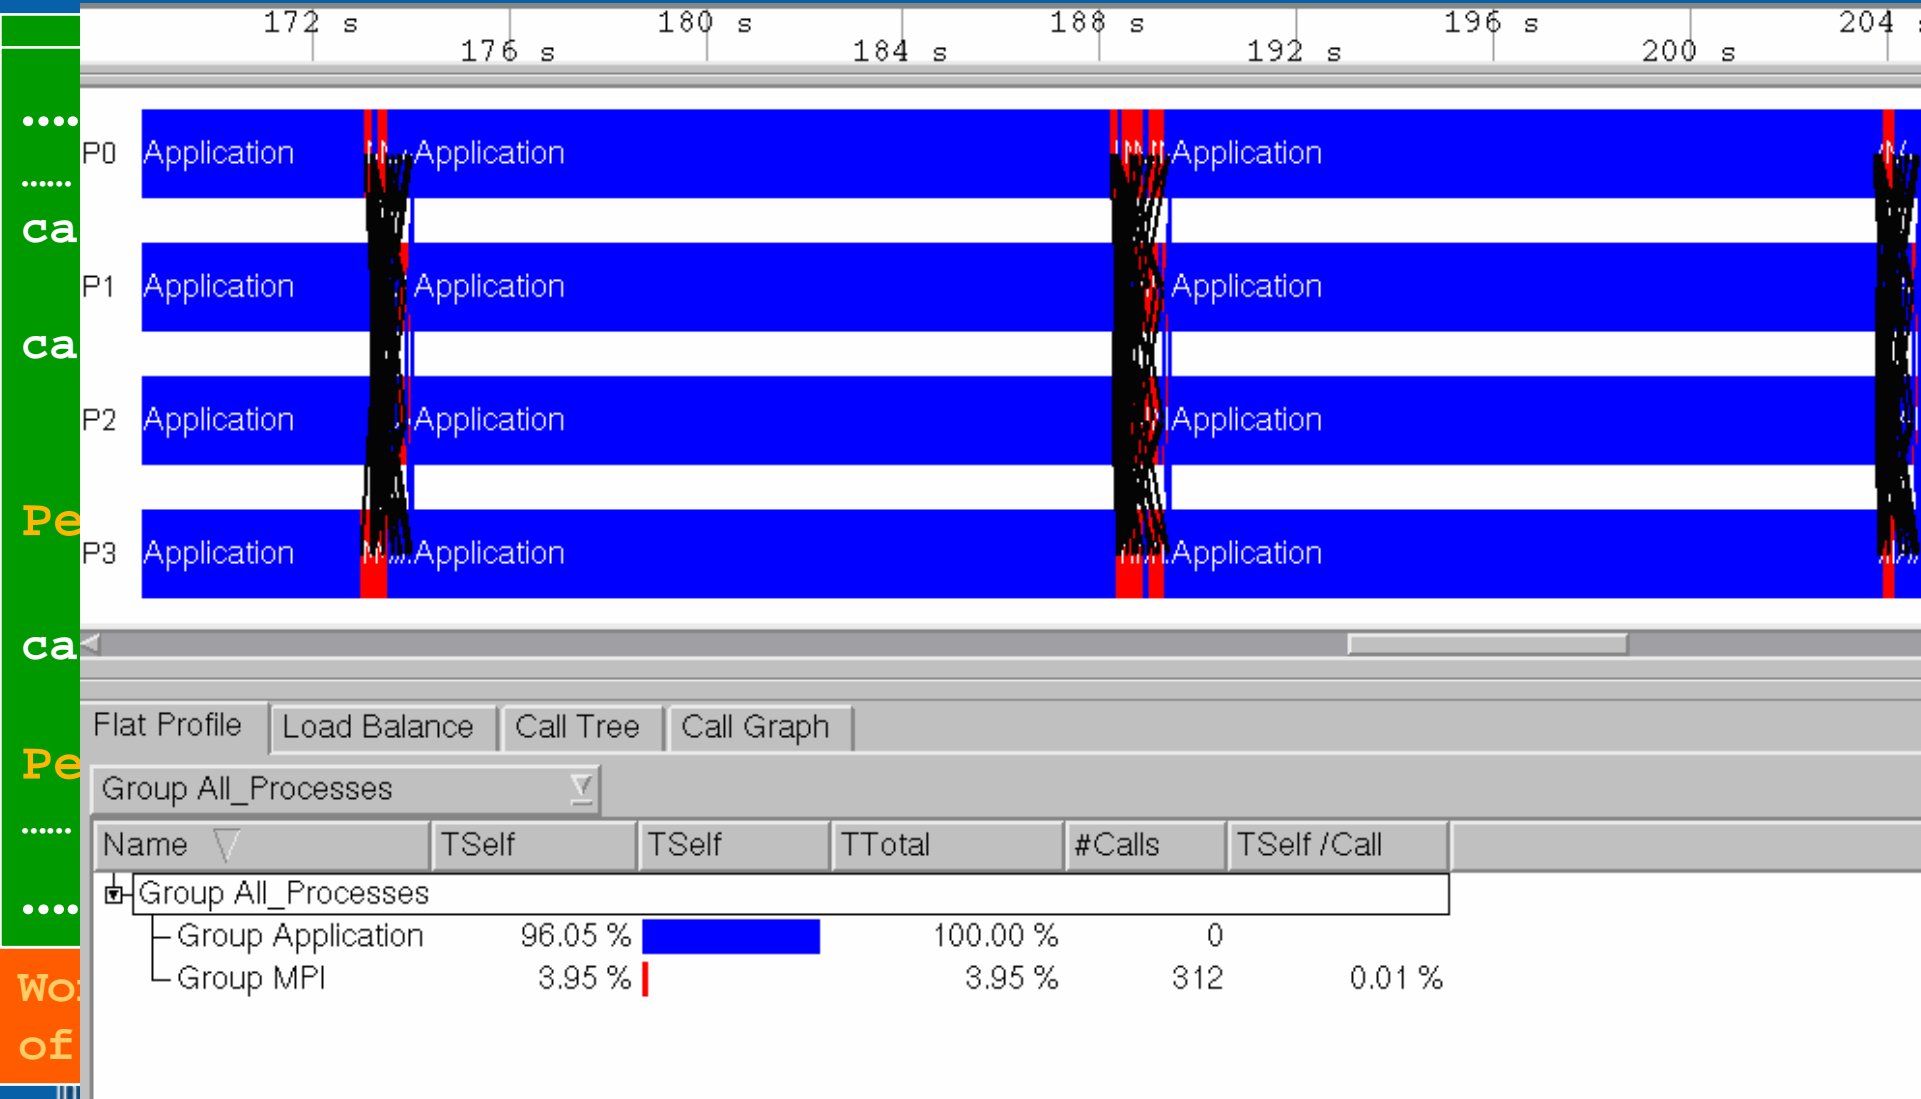 172 s 180 s 188 s 196 s 204
176 s 184 s 192 s 200 s
....
P0 Application Application Application
......
ca
P1 Application Application Application
ca
P2 Application Application Application
Pe
P3 Application Application Application
ca
Flat Profile Load Balance Call Tree Call Graph
Pe
Group All_Processes
......
Name TSelf TSelf TTotal #Calls TSelf /Call
Group All_Processes
....
Group Application 96.05 % 100.00 % 0
Group MPI 3.95 % 3.95 % 312 0.01 %
of